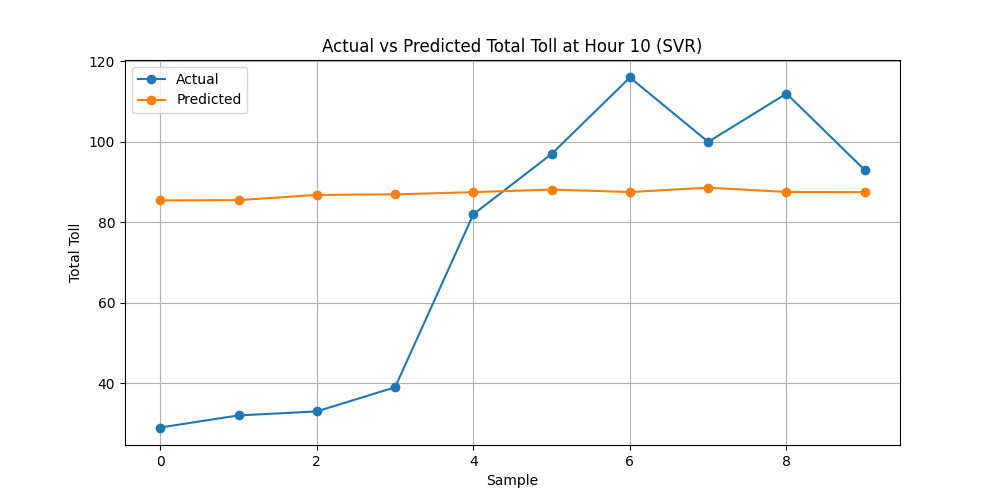 Actual vs Predicted Total Toll at Hour 10 (SVR)
Actual
Predicted
Total Toll
120
100
80
60
40
0 2 4 6 8
Sample